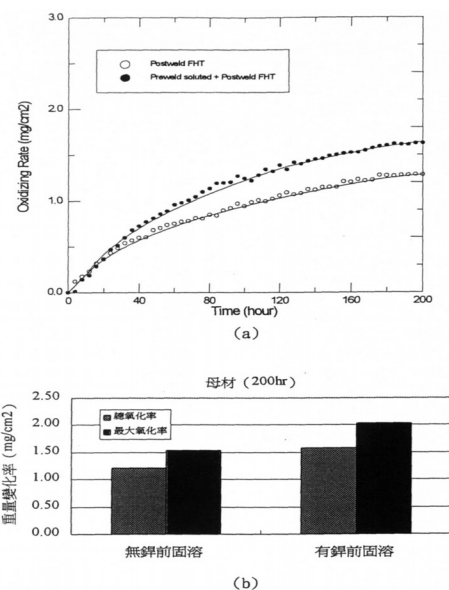 (a)
3.0
2.0
1.0
0.0
Oxidizing Rate (mg/cm2)
Postweld FHT
Preweld soluted + Postweld FHT
0 40 80 120 160 200
Time (hour)
(a)
母材 (200hr)
2.50
2.00
1.50
1.00
0.50
0.00
重量變化率 (mg/cm2)
總氧化率
最大氧化率
無銲前固溶
有銲前固溶
(b)